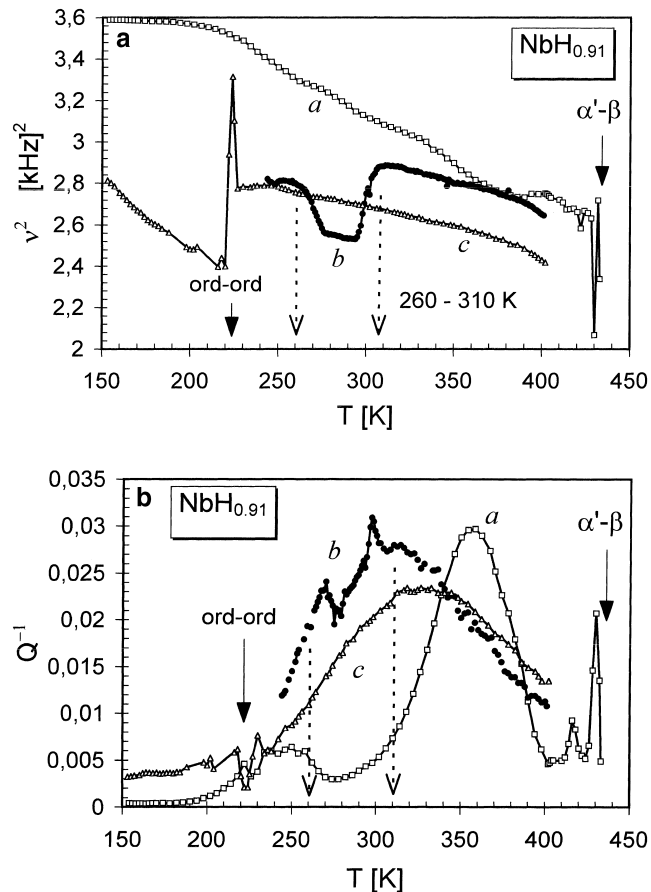 a
NbH0.91
3,6
3,4
3,2
3
2,8
2,6
2,4
2,2
2
ν² [kHz]²
a
α'-β
b
c
ord-ord
260 - 310 K
150 200 250 300 350 400 450
T [K]
b
NbH0.91
0,035
0,03
0,025
0,02
0,015
0,01
0,005
0
Q⁻¹
a
α'-β
b
ord-ord
c
150 200 250 300 350 400 450
T [K]